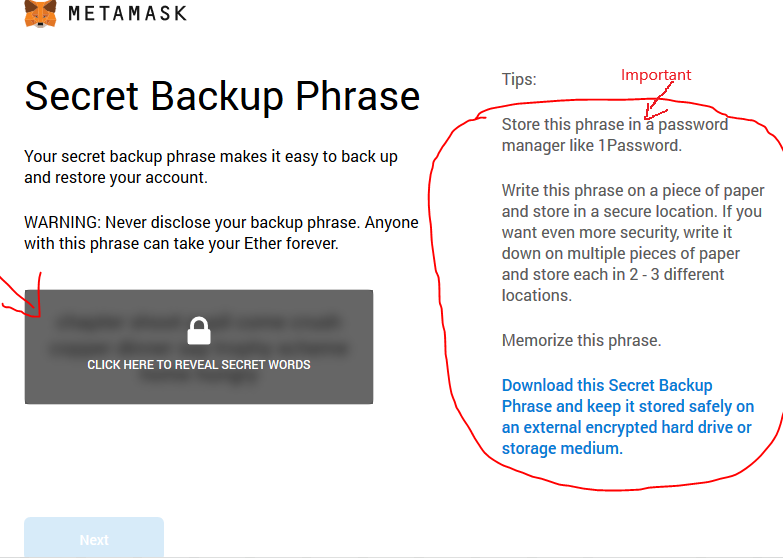 METAMASK
Secret Backup Phrase
Your secret backup phrase makes it easy to back up
and restore your account.
WARNING: Never disclose your backup phrase. Anyone
with this phrase can take your Ether forever.
CLICK HERE TO REVEAL SECRET WORDS
Next
Tips:
Important
Store this phrase in a password
manager like 1Password.
Write this phrase on a piece of paper
and store in a secure location. If you
want even more security, write it
down on multiple pieces of paper
and store each in 2 - 3 different
locations.
Memorize this phrase.
Download this Secret Backup
Phrase and keep it stored safely on
an external encrypted hard drive or
storage medium.